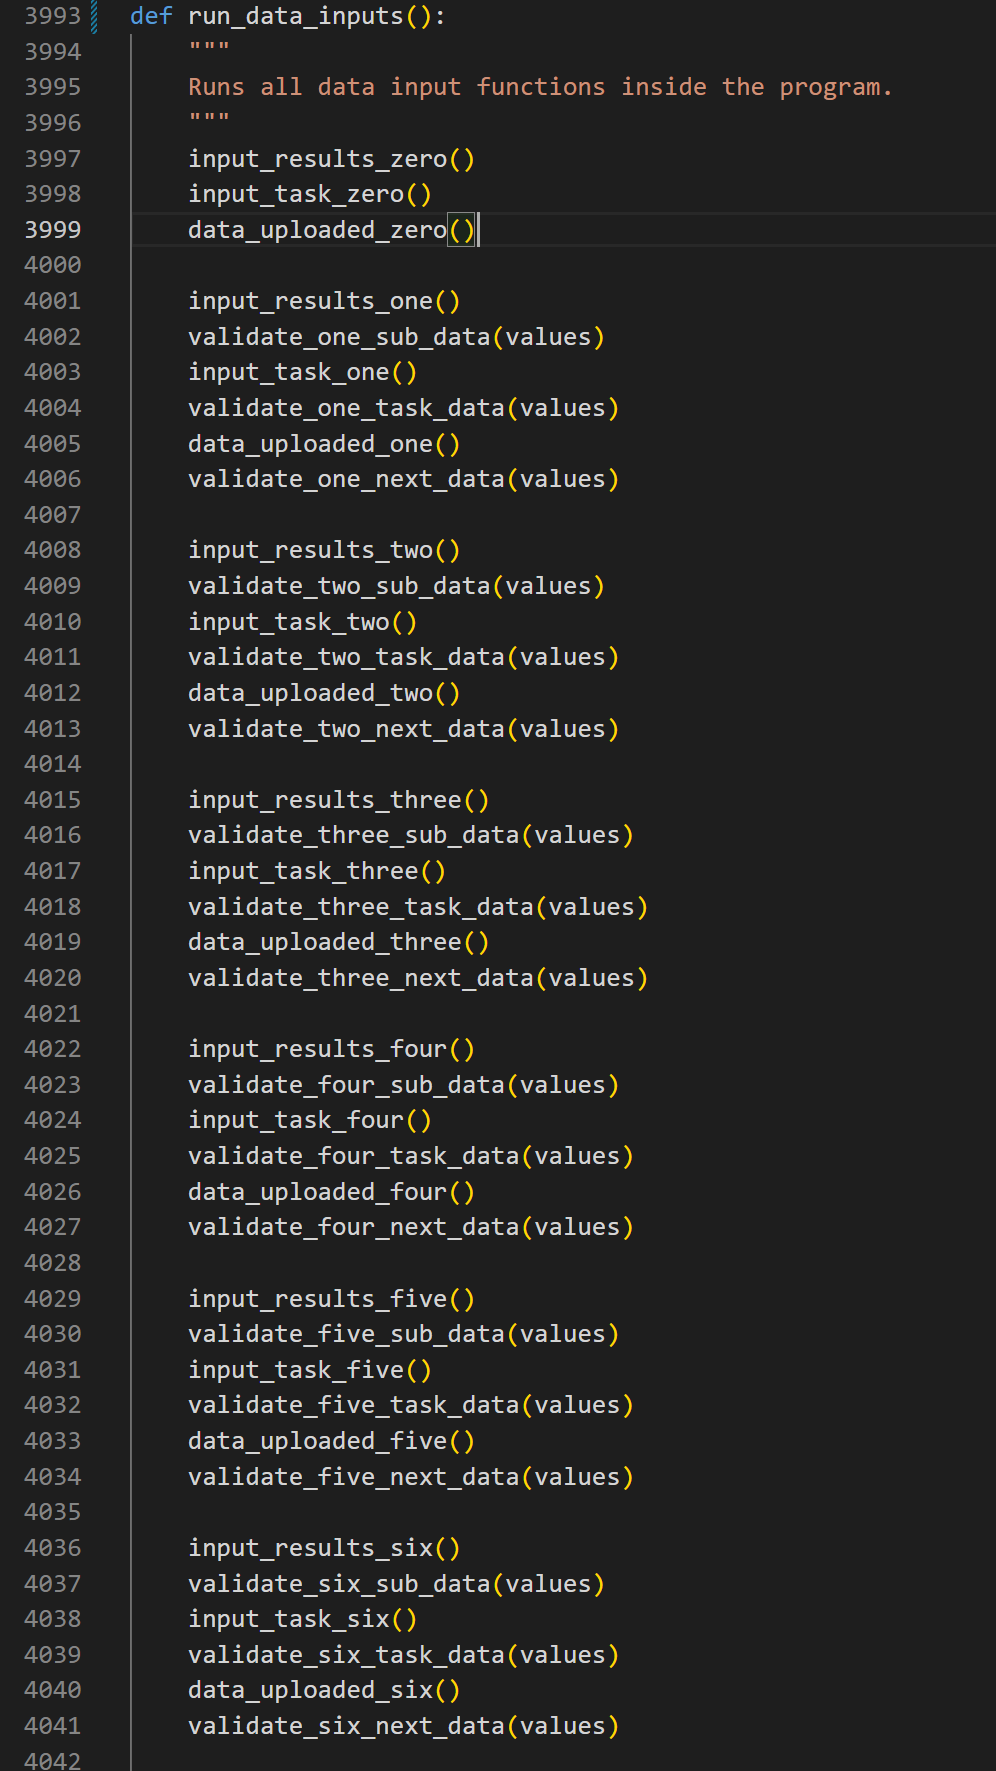 3993 def run_data_inputs():
3994 """
3995 Runs all data input functions inside the program.
3996 """
3997 input_results_zero()
3998 input_task_zero()
3999 data_uploaded_zero()
4000
4001 input_results_one()
4002 validate_one_sub_data(values)
4003 input_task_one()
4004 validate_one_task_data(values)
4005 data_uploaded_one()
4006 validate_one_next_data(values)
4007
4008 input_results_two()
4009 validate_two_sub_data(values)
4010 input_task_two()
4011 validate_two_task_data(values)
4012 data_uploaded_two()
4013 validate_two_next_data(values)
4014
4015 input_results_three()
4016 validate_three_sub_data(values)
4017 input_task_three()
4018 validate_three_task_data(values)
4019 data_uploaded_three()
4020 validate_three_next_data(values)
4021
4022 input_results_four()
4023 validate_four_sub_data(values)
4024 input_task_four()
4025 validate_four_task_data(values)
4026 data_uploaded_four()
4027 validate_four_next_data(values)
4028
4029 input_results_five()
4030 validate_five_sub_data(values)
4031 input_task_five()
4032 validate_five_task_data(values)
4033 data_uploaded_five()
4034 validate_five_next_data(values)
4035
4036 input_results_six()
4037 validate_six_sub_data(values)
4038 input_task_six()
4039 validate_six_task_data(values)
4040 data_uploaded_six()
4041 validate_six_next_data(values)
4042